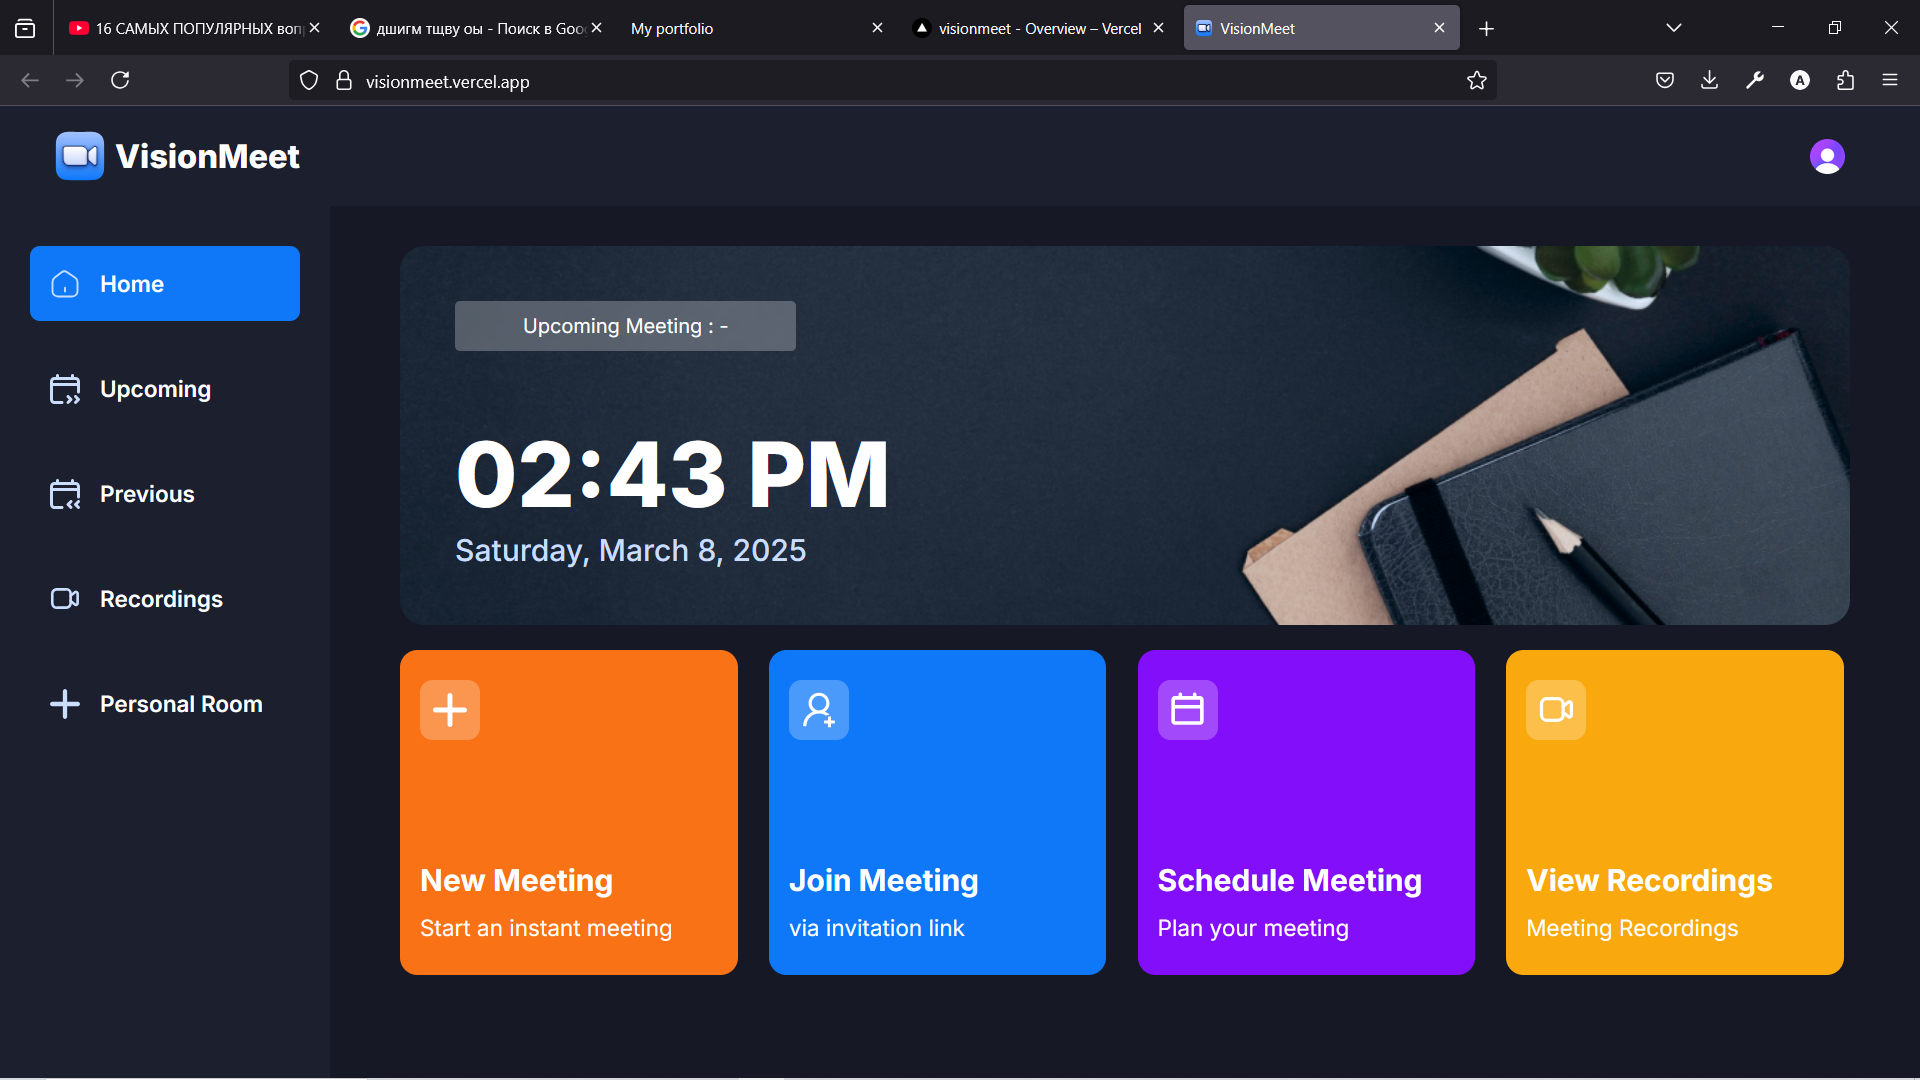 16 САМЫХ ПОПУЛЯРНЫХ воп
дшигм тщву оы - Поиск в Goo
My portfolio
visionmeet - Overview – Vercel
VisionMeet
visionmeet.vercel.app
A
VisionMeet
Home
Upcoming
Previous
Recordings
Personal Room
Upcoming Meeting : -
02:43 PM
Saturday, March 8, 2025
New Meeting
Start an instant meeting
Join Meeting
via invitation link
Schedule Meeting
Plan your meeting
View Recordings
Meeting Recordings